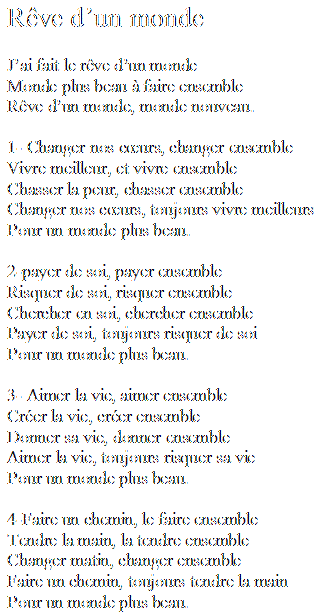 Rêve d'un monde
J'ai fait le rêve d'un monde
Monde plus beau à faire ensemble
Rêve d'un monde, monde nouveau.
1- Changer nos cœurs, changer ensemble
Vivre meilleur, et vivre ensemble
Chasser la peur, chasser ensemble
Changer nos cœurs, toujours vivre meilleurs
Pour un monde plus beau.
2-payer de soi, payer ensemble
Risquer de soi, risquer ensemble
Chercher en soi, chercher ensemble
Payer de soi, toujours risquer de soi
Pour un monde plus beau.
3- Aimer la vie, aimer ensemble
Créer la vie, créer ensemble
Donner sa vie, donner ensemble
Aimer la vie, toujours risquer sa vie
Pour un monde plus beau.
4-Faire un chemin, le faire ensemble
Tendre la main, la tendre ensemble
Changer matin, changer ensemble
Faire un chemin, toujours tendre la main
Pour un monde plus beau.